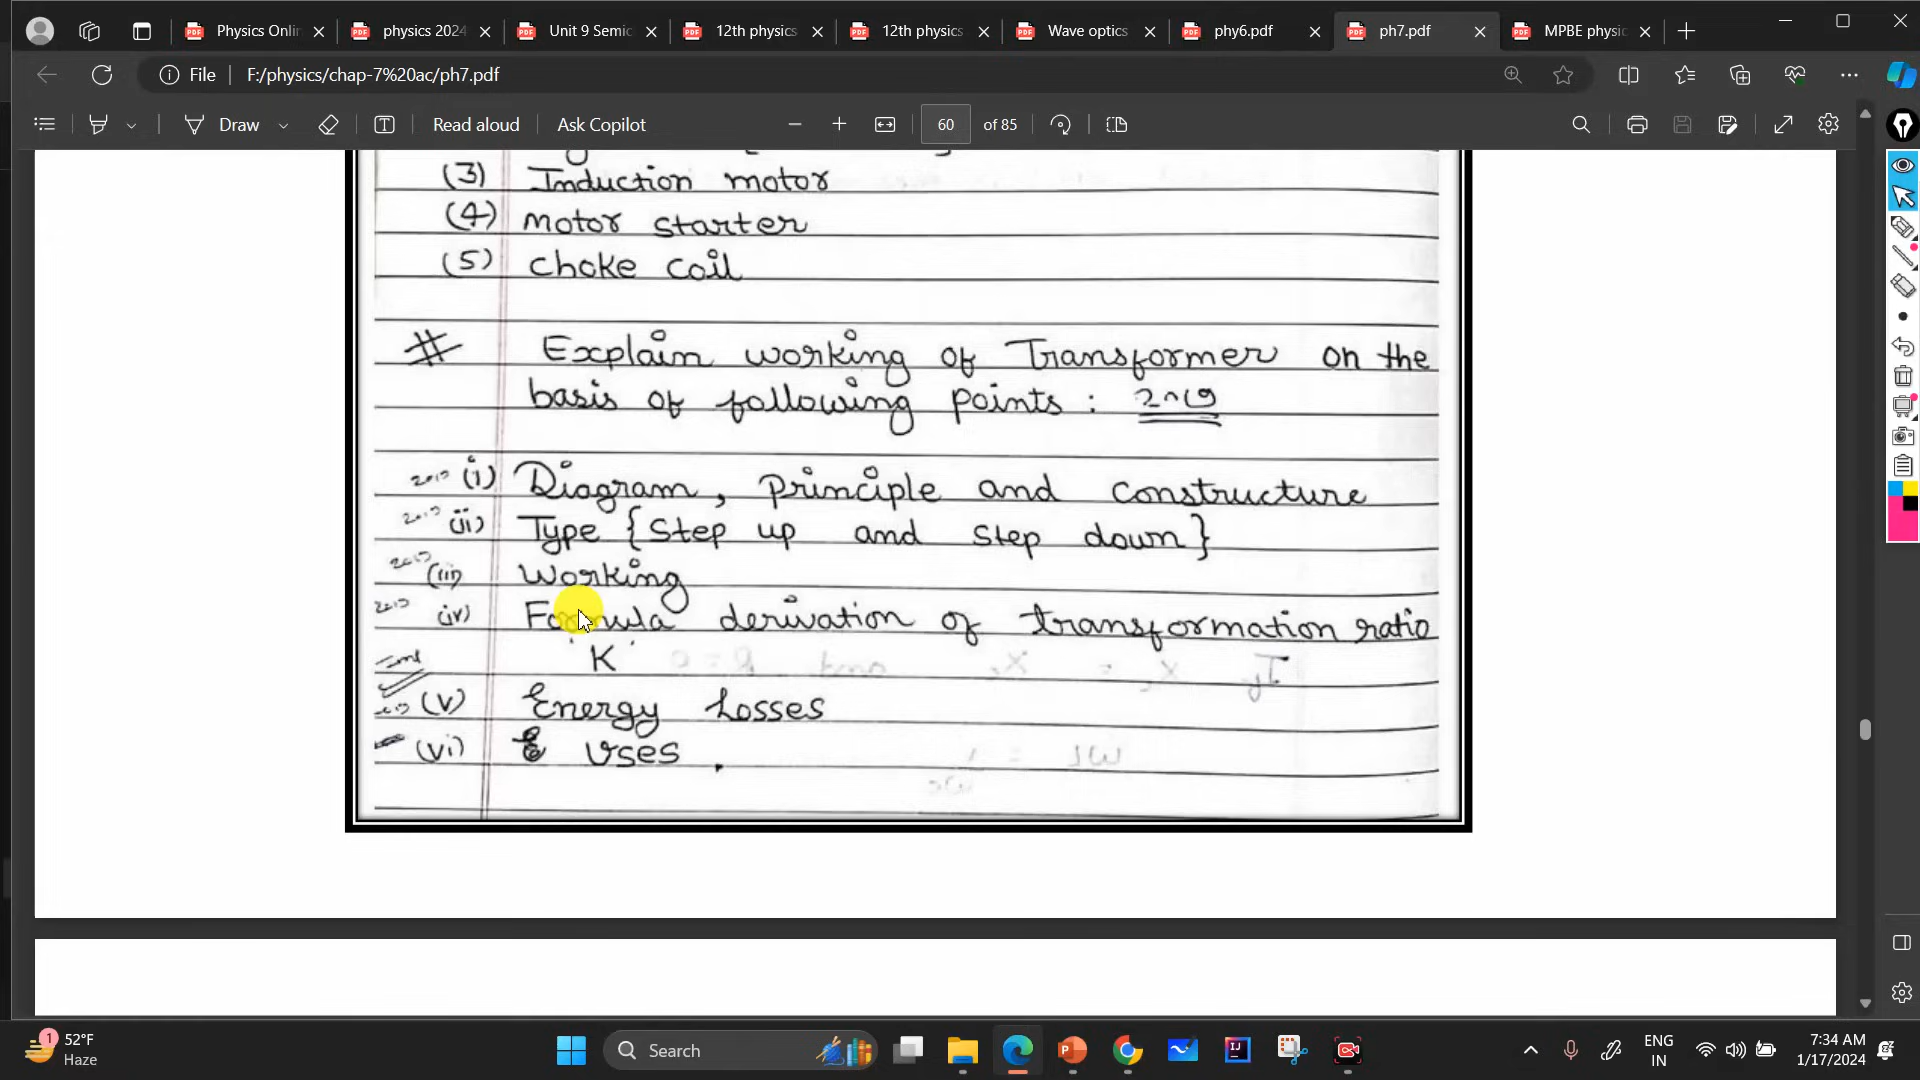 Physics Onlin
physics 2024
Unit 9 Semic
12th physics
12th physics
Wave optics
phy6.pdf
ph7.pdf
MPBE physic
File
F:/physics/chap-7%20ac/ph7.pdf
Draw
Read aloud
Ask Copilot
60 of 85
(3) Induction motor
(4) motor starter
(5) choke coil
# Explain working of Transformer on the
basis of following points :
(i) Diagram, principle and constructure
(ii) Type {step up and step down}
(iii) Working
(iv) Formula derivation of transformation ratio
'K'
(v) Energy Losses
(vi) Uses.
1
52°F
Haze
Search
ENG
IN
7:34 AM
1/17/2024